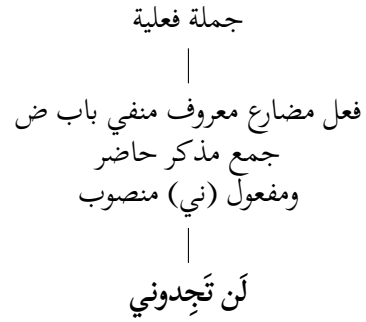 جملة فعلية
فعل مضارع معروف منفي باب ض
جمع مذكر حاضر
ومفعول (ني) منصوب
لَن تَجِدوني